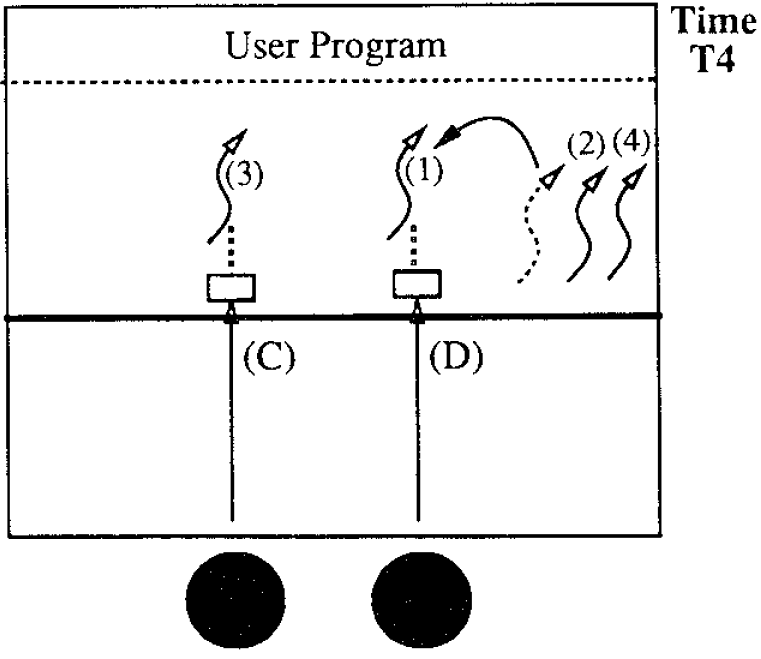 Time
T4
User Program
(3)
(1)
(2) (4)
(C)
(D)